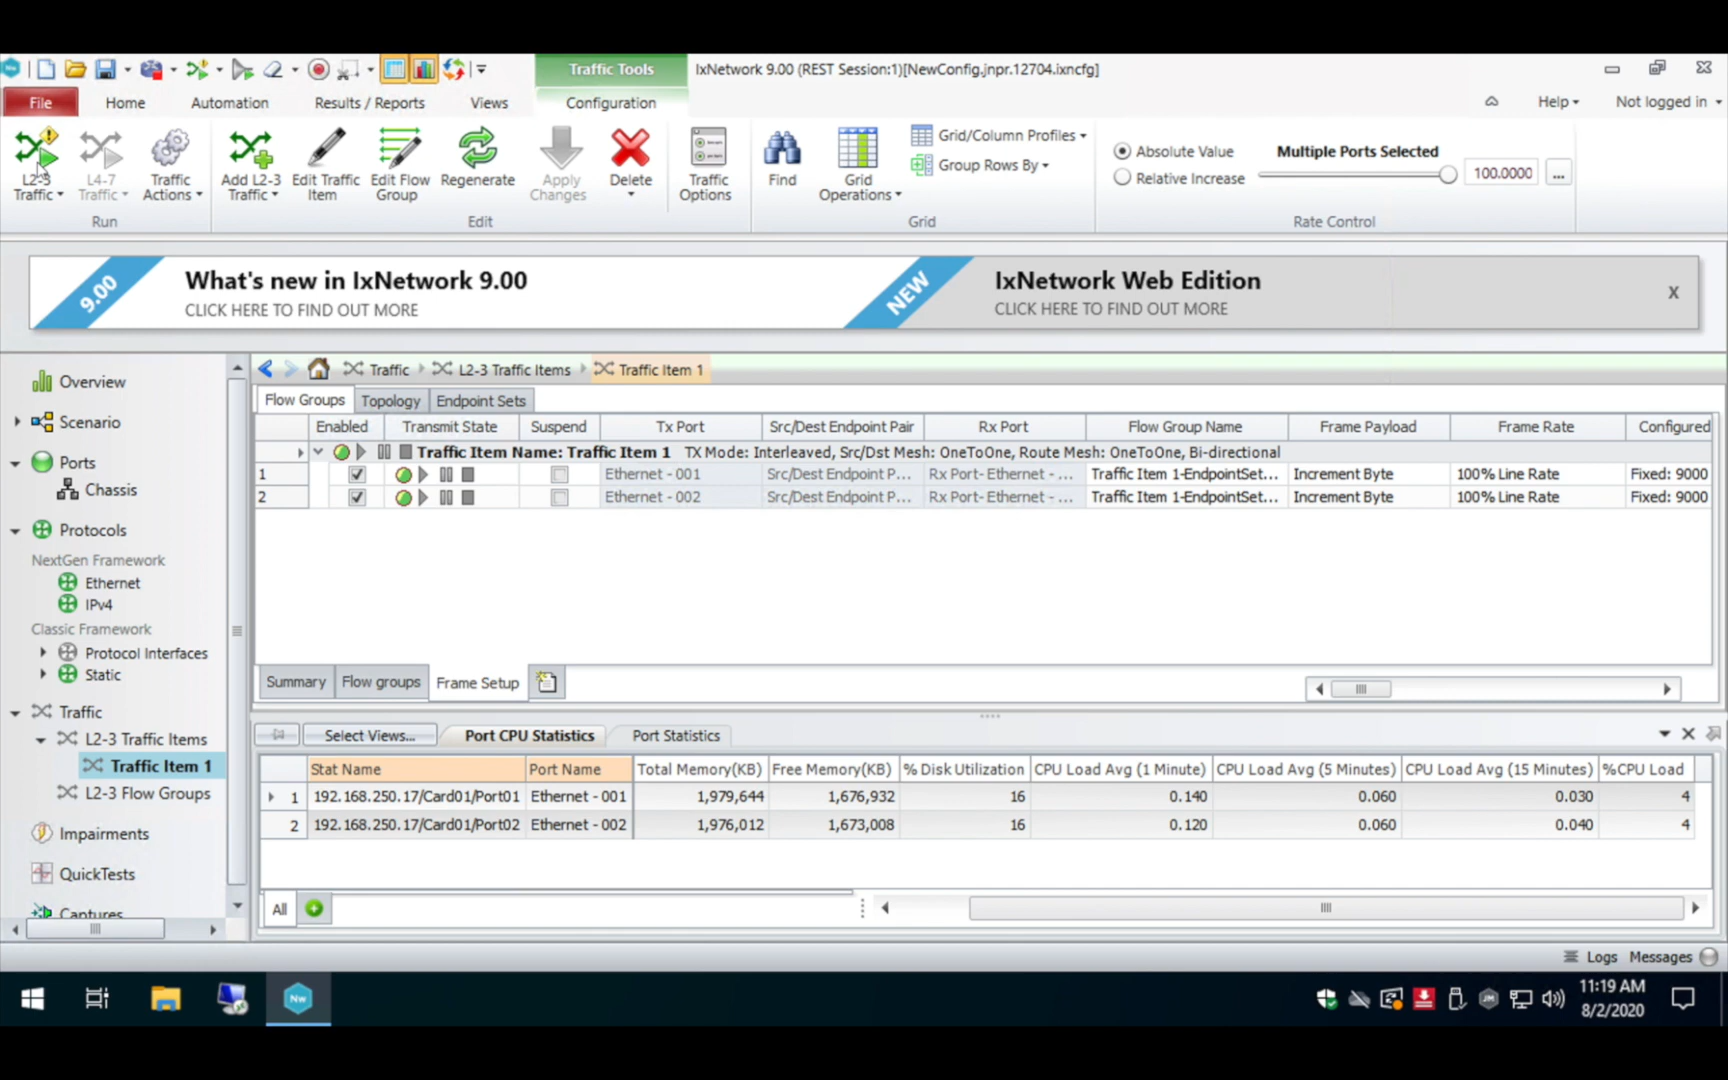 Traffic Tools
IxNetwork 9.00 (REST Session:1)[NewConfig.jnpr.12704.ixncfg]
File
Home
Automation
Results / Reports
Views
Configuration
Help
Not logged in
L2-3
Traffic
L4-7
Traffic
Traffic
Actions
Add L2-3
Traffic
Edit Traffic
Item
Edit Flow
Group
Regenerate
Apply
Changes
Delete
Traffic
Options
Find
Grid
Operations
Grid/Column Profiles
Group Rows By
Absolute Value
Relative Increase
Multiple Ports Selected
100.0000
...
Run
Edit
Grid
Rate Control
9.00
What's new in IxNetwork 9.00
CLICK HERE TO FIND OUT MORE
NEW
IxNetwork Web Edition
CLICK HERE TO FIND OUT MORE
X
Overview
Scenario
Ports
Chassis
Protocols
NextGen Framework
Ethernet
IPv4
Classic Framework
Protocol Interfaces
Static
Traffic
L2-3 Traffic Items
Traffic Item 1
L2-3 Flow Groups
Impairments
QuickTests
Captures
Traffic L2-3 Traffic Items Traffic Item 1
Flow Groups Topology Endpoint Sets
Enabled Transmit State Suspend Tx Port Src/Dest Endpoint Pair Rx Port Flow Group Name Frame Payload Frame Rate Configured
Traffic Item Name: Traffic Item 1 TX Mode: Interleaved, Src/Dst Mesh: OneToOne, Route Mesh: OneToOne, Bi-directional
1 Ethernet - 001 Src/Dest Endpoint P... Rx Port- Ethernet - ... Traffic Item 1-EndpointSet... Increment Byte 100% Line Rate Fixed: 9000
2 Ethernet - 002 Src/Dest Endpoint P... Rx Port- Ethernet - ... Traffic Item 1-EndpointSet... Increment Byte 100% Line Rate Fixed: 9000
Summary Flow groups Frame Setup
Select Views... Port CPU Statistics Port Statistics
Stat Name Port Name Total Memory(KB) Free Memory(KB) % Disk Utilization CPU Load Avg (1 Minute) CPU Load Avg (5 Minutes) CPU Load Avg (15 Minutes) %CPU Load
1 192.168.250.17/Card01/Port01 Ethernet - 001 1,979,644 1,676,932 16 0.140 0.060 0.030 4
2 192.168.250.17/Card01/Port02 Ethernet - 002 1,976,012 1,673,008 16 0.120 0.060 0.040 4
All
Logs Messages
Nw
11:19 AM
8/2/2020